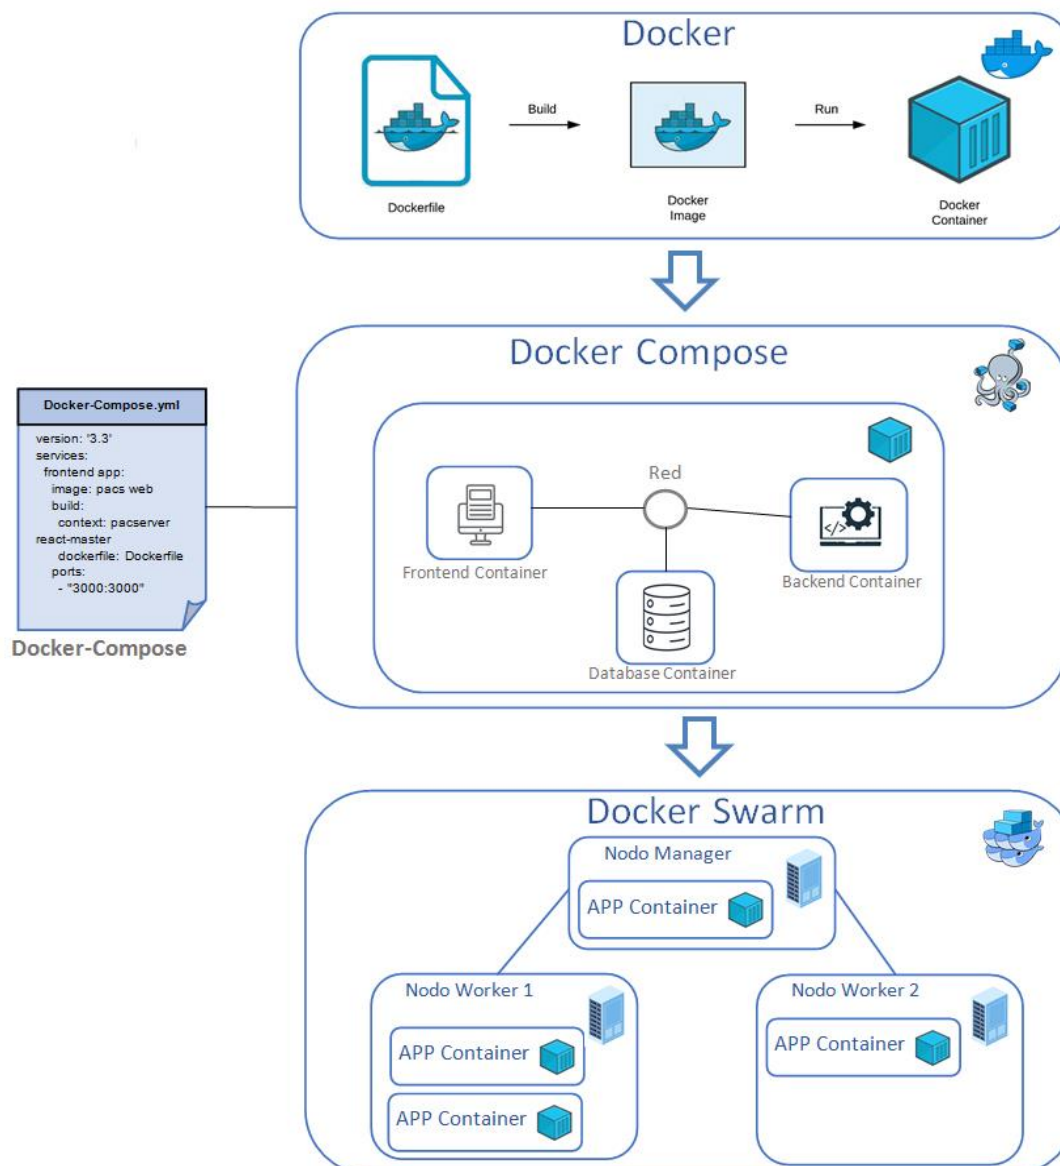 Docker
Build
Run
Dockerfile
Docker
Image
Docker
Container
Docker Compose
Docker-Compose.yml
version: '3.3'
services:
frontend app:
image: pacs web
build:
context: pacserver
react-master
dockerfile: Dockerfile
ports:
- "3000:3000"
Docker-Compose
Red
Frontend Container
Backend Container
Database Container
Docker Swarm
Nodo Manager
APP Container
Nodo Worker 1
APP Container
APP Container
Nodo Worker 2
APP Container